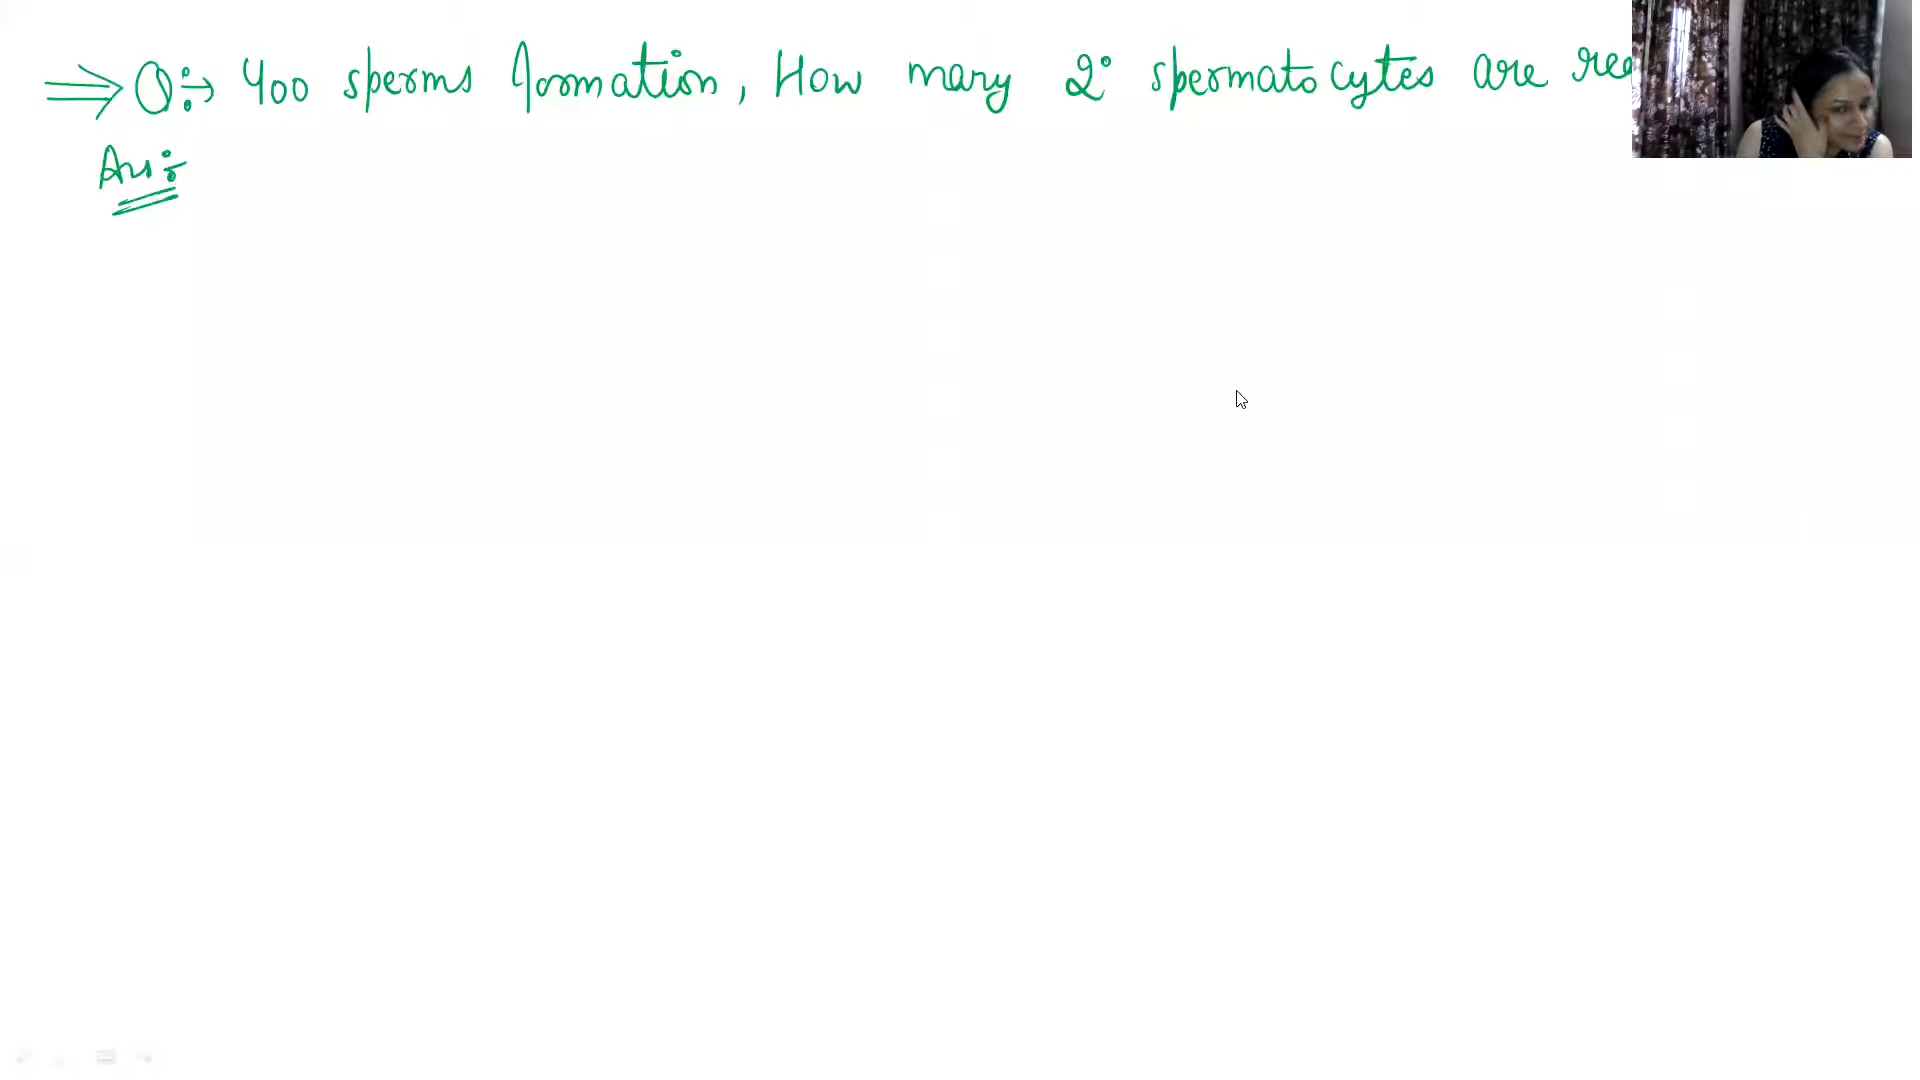 ⇒ Q:→ 400 sperms formation, How many 2° spermatocytes are
Ans: